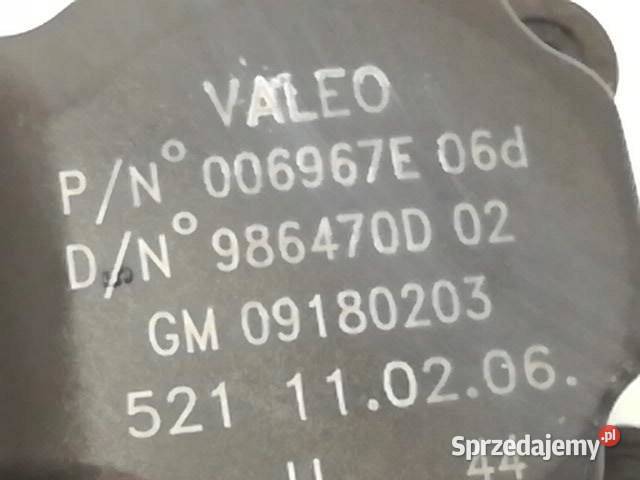 VALEO
P/N° 006967E 06d
D/N° 986470D 02
GM 09180203
521 11.02.06.
44
Sprzedajemy.pl